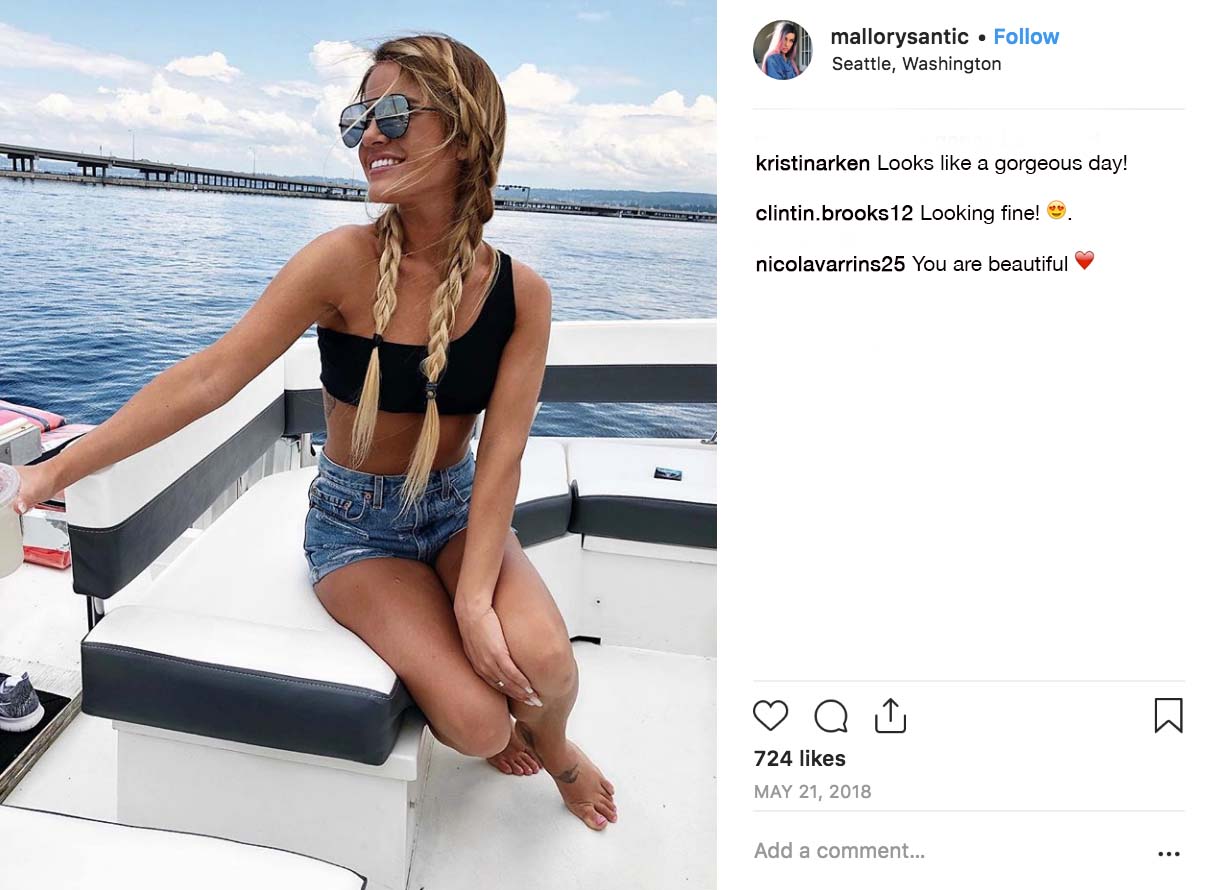 mallorysantic • Follow
Seattle, Washington
kristinarken Looks like a gorgeous day!
clintin.brooks12 Looking fine! 😍.
nicolavarrins25 You are beautiful ❤️
724 likes
MAY 21, 2018
Add a comment...